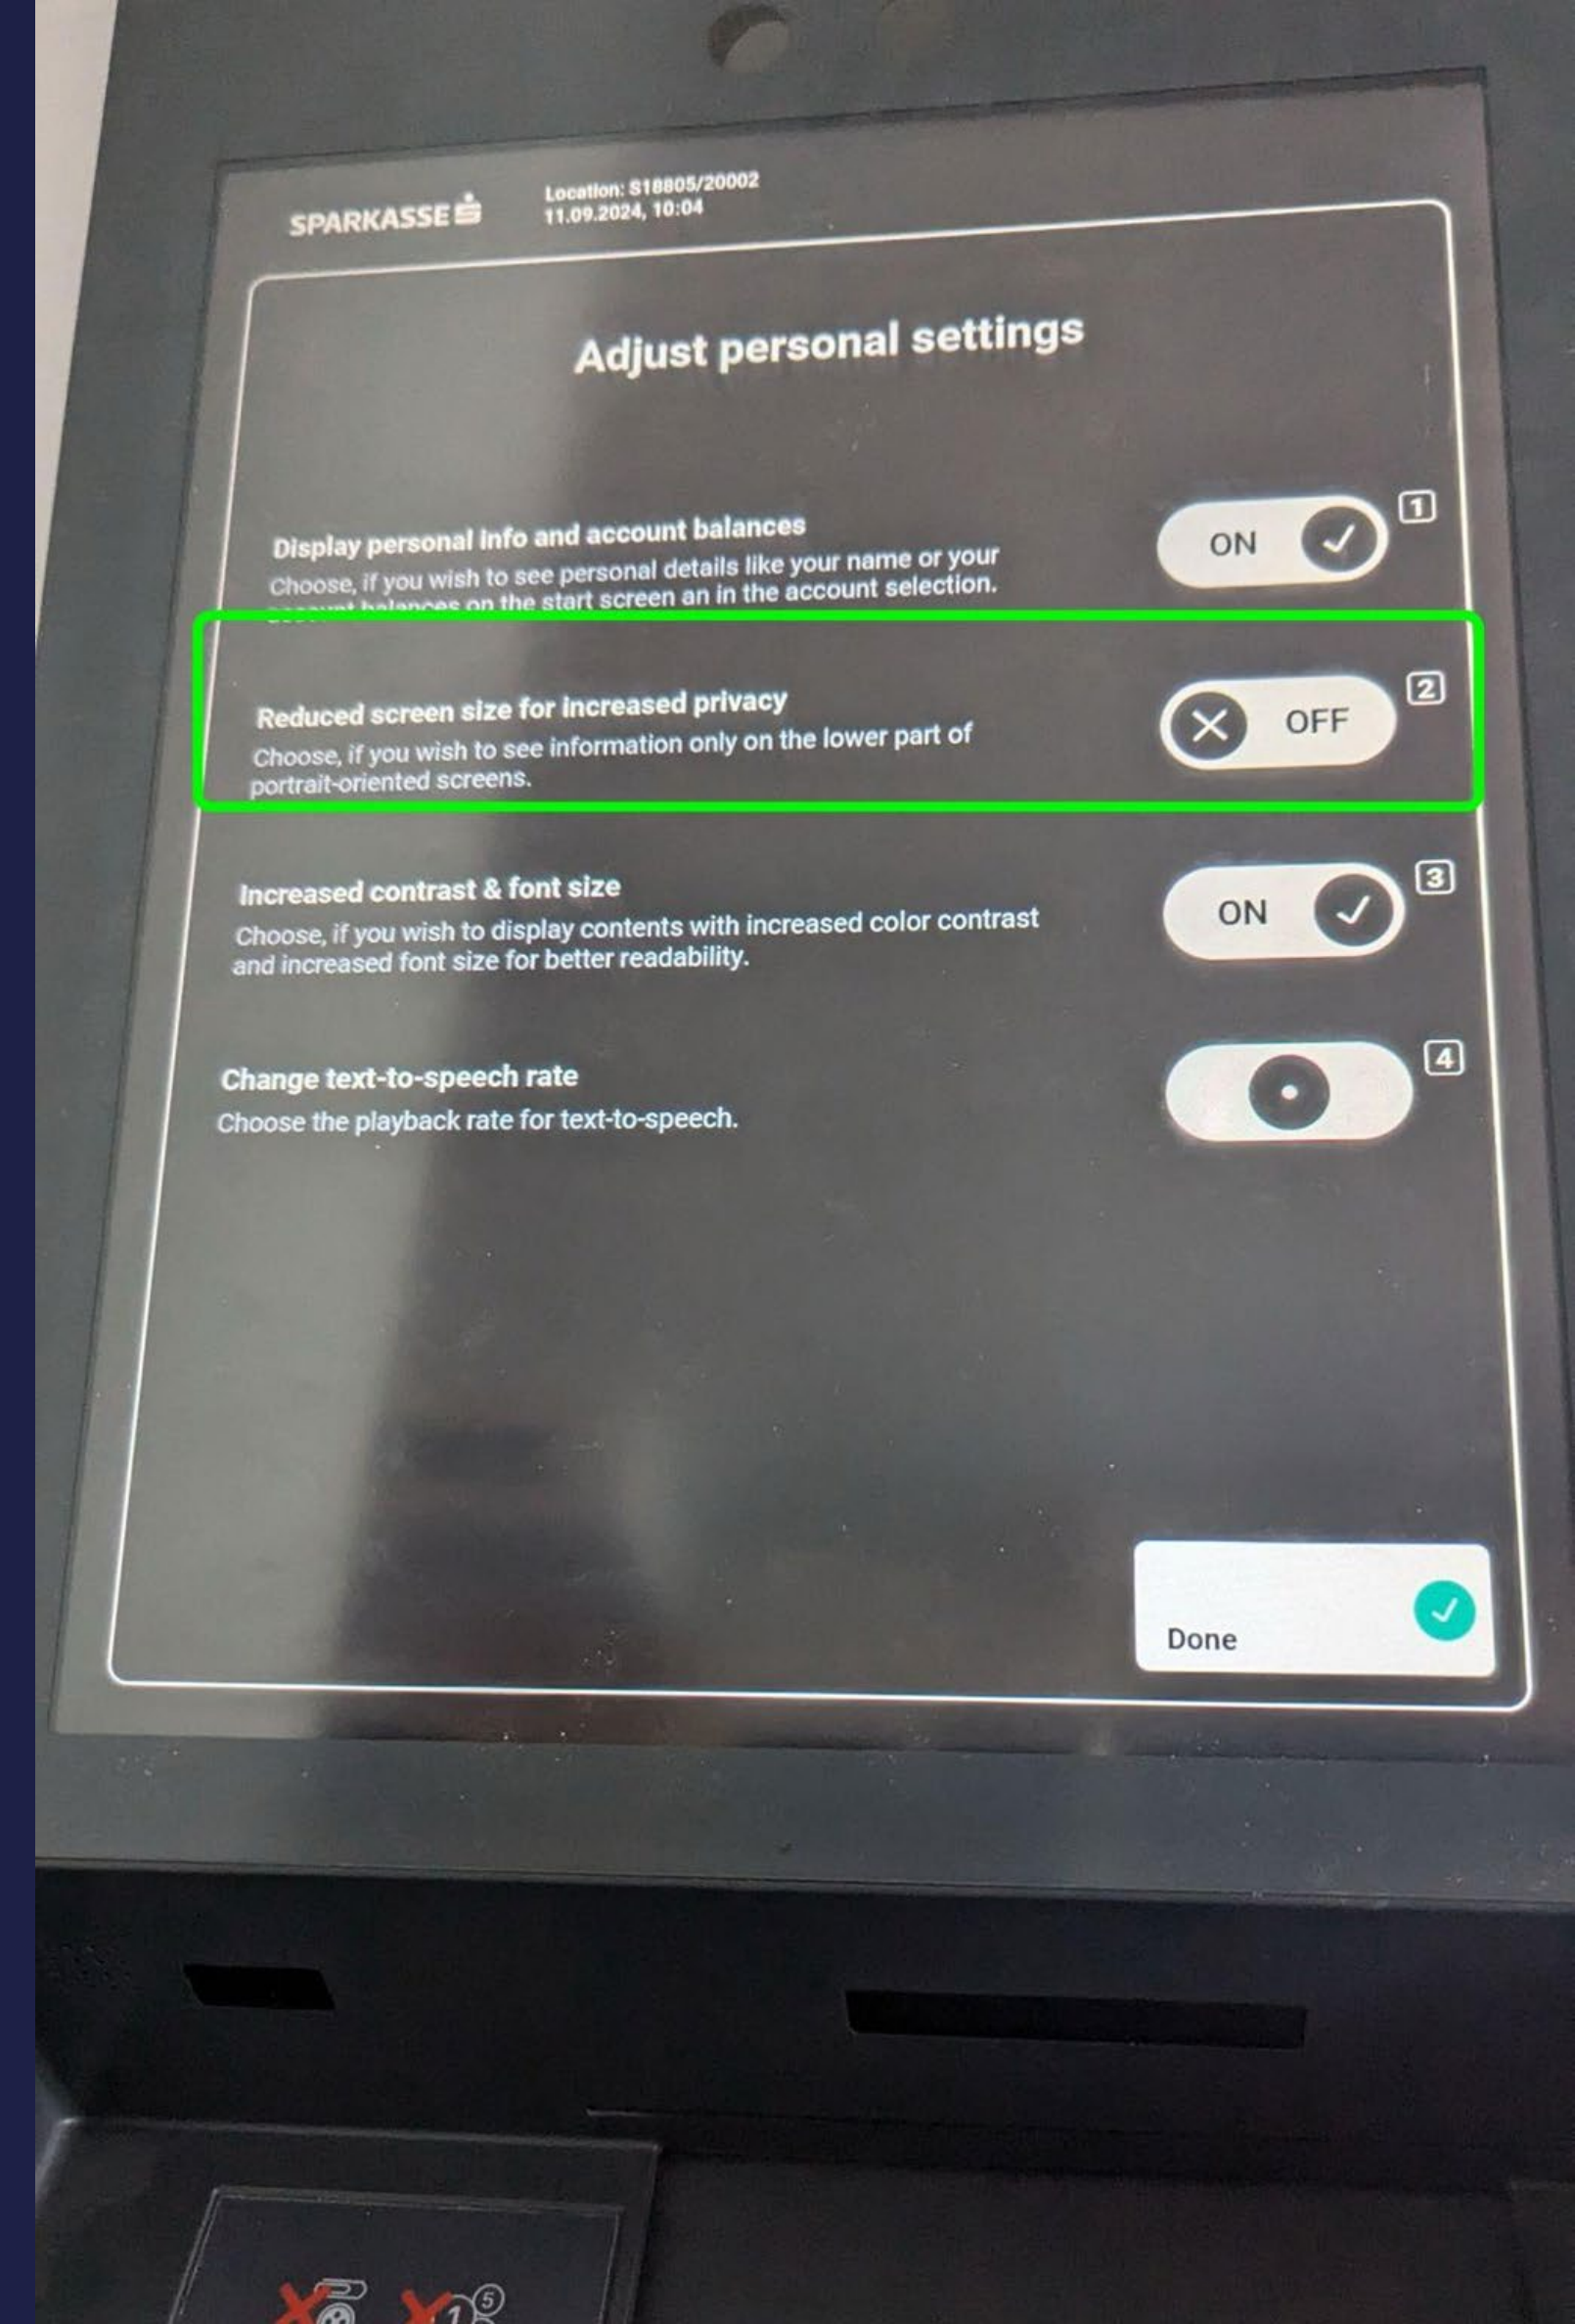 SPARKASSE
Location: S18805/20002
11.09.2024, 10:04
Adjust personal settings
Display personal info and account balances
Choose, if you wish to see personal details like your name or your
account balances on the start screen an in the account selection.
ON
1
Reduced screen size for increased privacy
Choose, if you wish to see information only on the lower part of
portrait-oriented screens.
OFF
2
Increased contrast & font size
Choose, if you wish to display contents with increased color contrast
and increased font size for better readability.
ON
3
Change text-to-speech rate
Choose the playback rate for text-to-speech.
4
Done
1
5